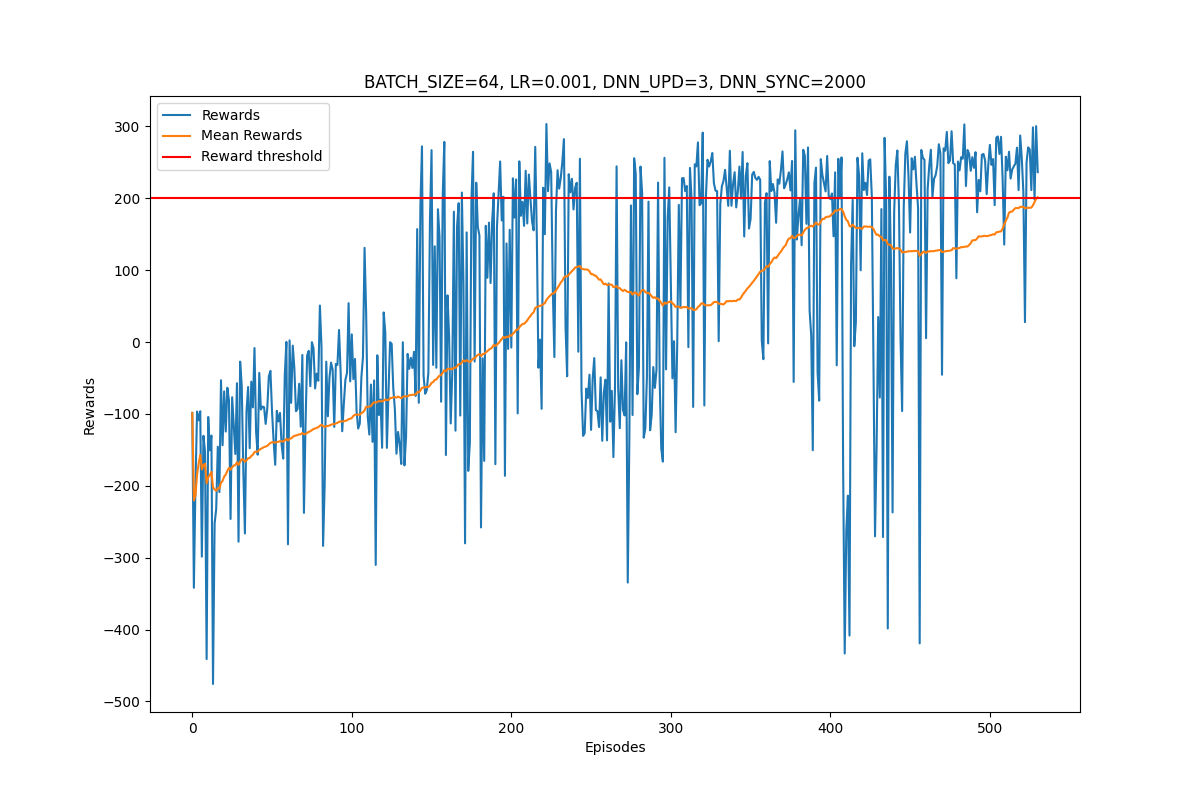 BATCH_SIZE=64, LR=0.001, DNN_UPD=3, DNN_SYNC=2000
Rewards
Mean Rewards
Reward threshold
300
200
100
0
−100
−200
−300
−400
−500
Rewards
0 100 200 300 400 500
Episodes